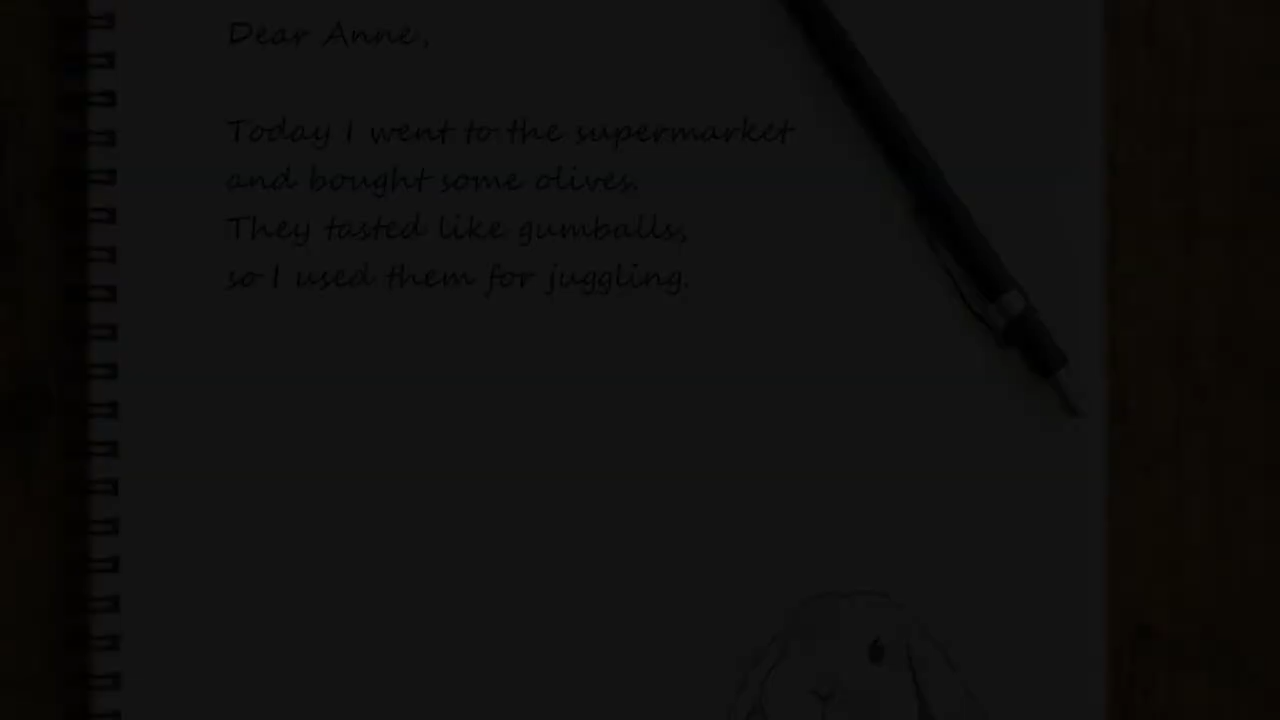 Dear Anne,
Today I went to the supermarket
and bought some olives.
They tasted like gumballs,
so I used them for juggling.